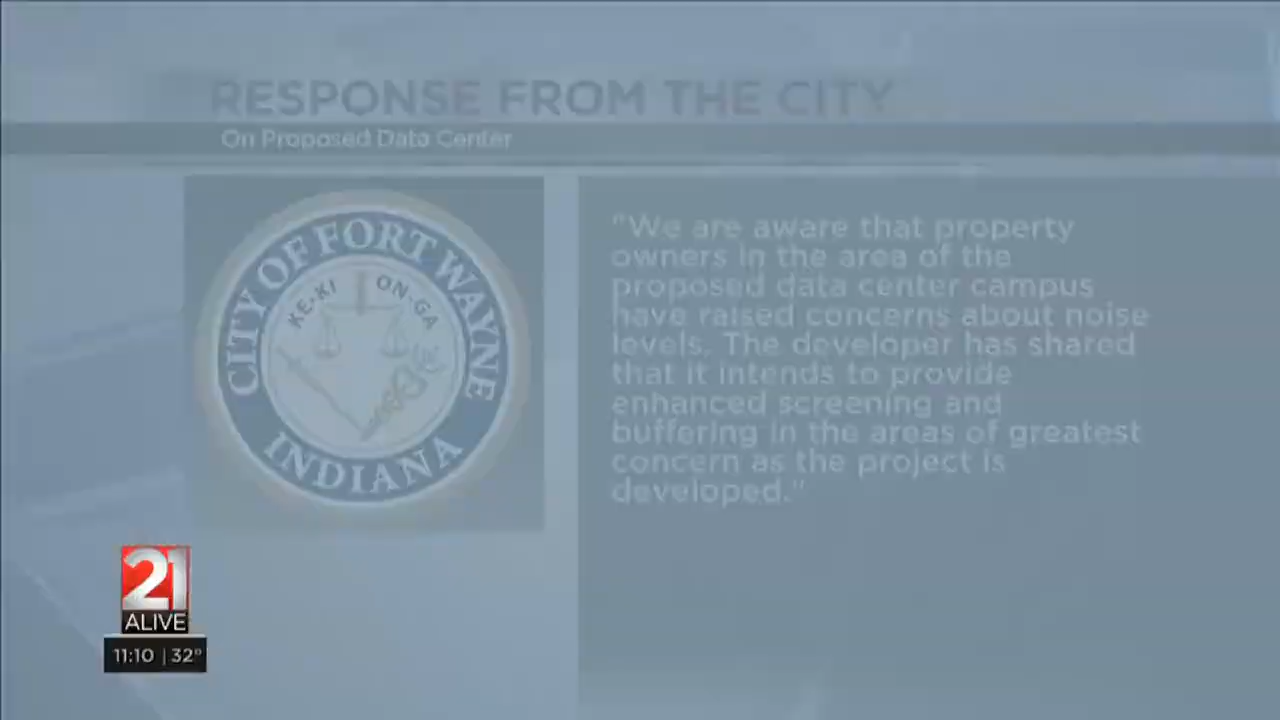 RESPONSE FROM THE CITY
On Proposed Data Center
CITY OF FORT WAYNE
KE-KI ON-GA
INDIANA
"We are aware that property
owners in the area of the
proposed data center campus
have raised concerns about noise
levels. The developer has shared
that it intends to provide
enhanced screening and
buffering in the areas of greatest
concern as the project is
developed."
21
ALIVE
11:10 | 32°